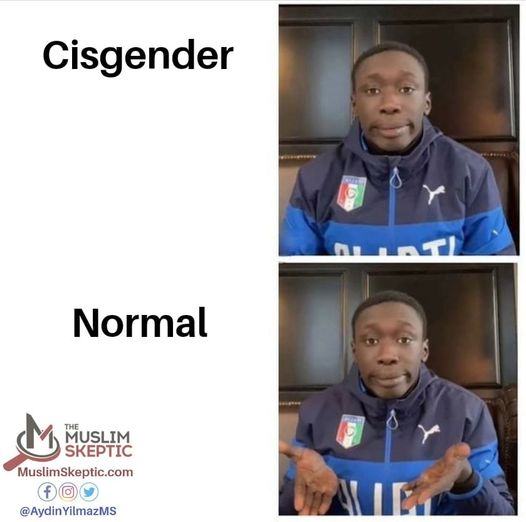 Cisgender
Normal
THE
MUSLIM
SKEPTIC
MuslimSkeptic.com
@AydinYilmazMS